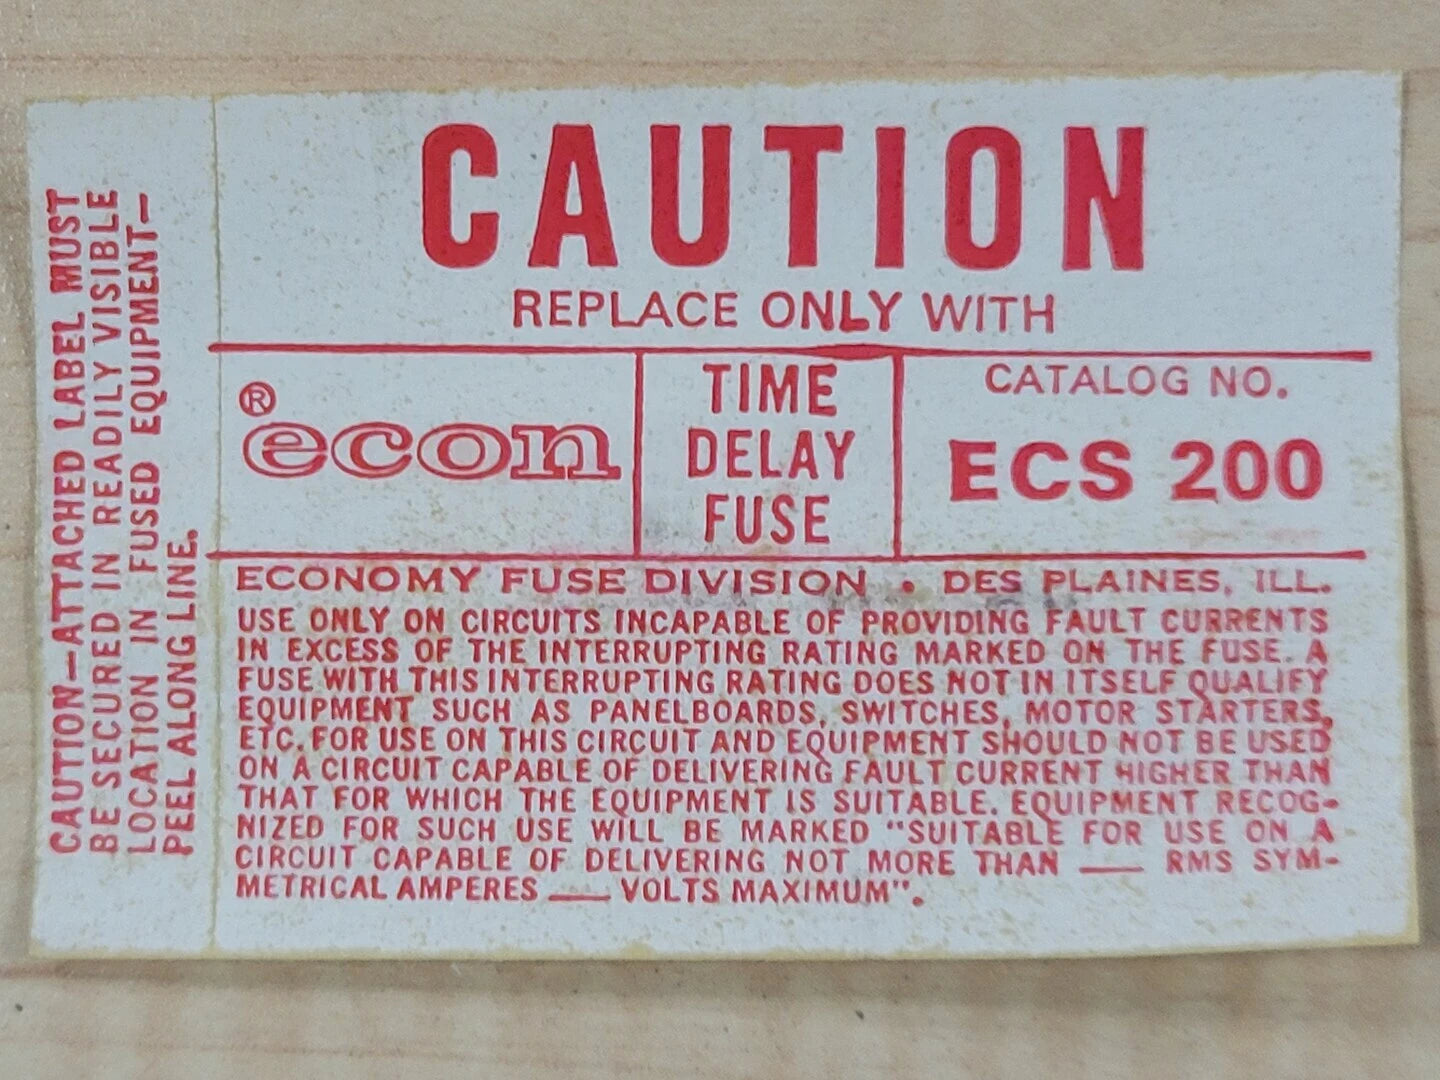 CAUTION—ATTACHED LABEL MUST
BE SECURED IN READILY VISIBLE
LOCATION IN FUSED EQUIPMENT—
PEEL ALONG LINE.
CAUTION
REPLACE ONLY WITH
® econ
TIME
DELAY
FUSE
CATALOG NO.
ECS 200
ECONOMY FUSE DIVISION • DES PLAINES, ILL.
USE ONLY ON CIRCUITS INCAPABLE OF PROVIDING FAULT CURRENTS
IN EXCESS OF THE INTERRUPTING RATING MARKED ON THE FUSE. A
FUSE WITH THIS INTERRUPTING RATING DOES NOT IN ITSELF QUALIFY
EQUIPMENT SUCH AS PANELBOARDS, SWITCHES, MOTOR STARTERS,
ETC. FOR USE ON THIS CIRCUIT AND EQUIPMENT SHOULD NOT BE USED
ON A CIRCUIT CAPABLE OF DELIVERING FAULT CURRENT HIGHER THAN
THAT FOR WHICH THE EQUIPMENT IS SUITABLE. EQUIPMENT RECOG-
NIZED FOR SUCH USE WILL BE MARKED "SUITABLE FOR USE ON A
CIRCUIT CAPABLE OF DELIVERING NOT MORE THAN ___ RMS SYM-
METRICAL AMPERES ___ VOLTS MAXIMUM".